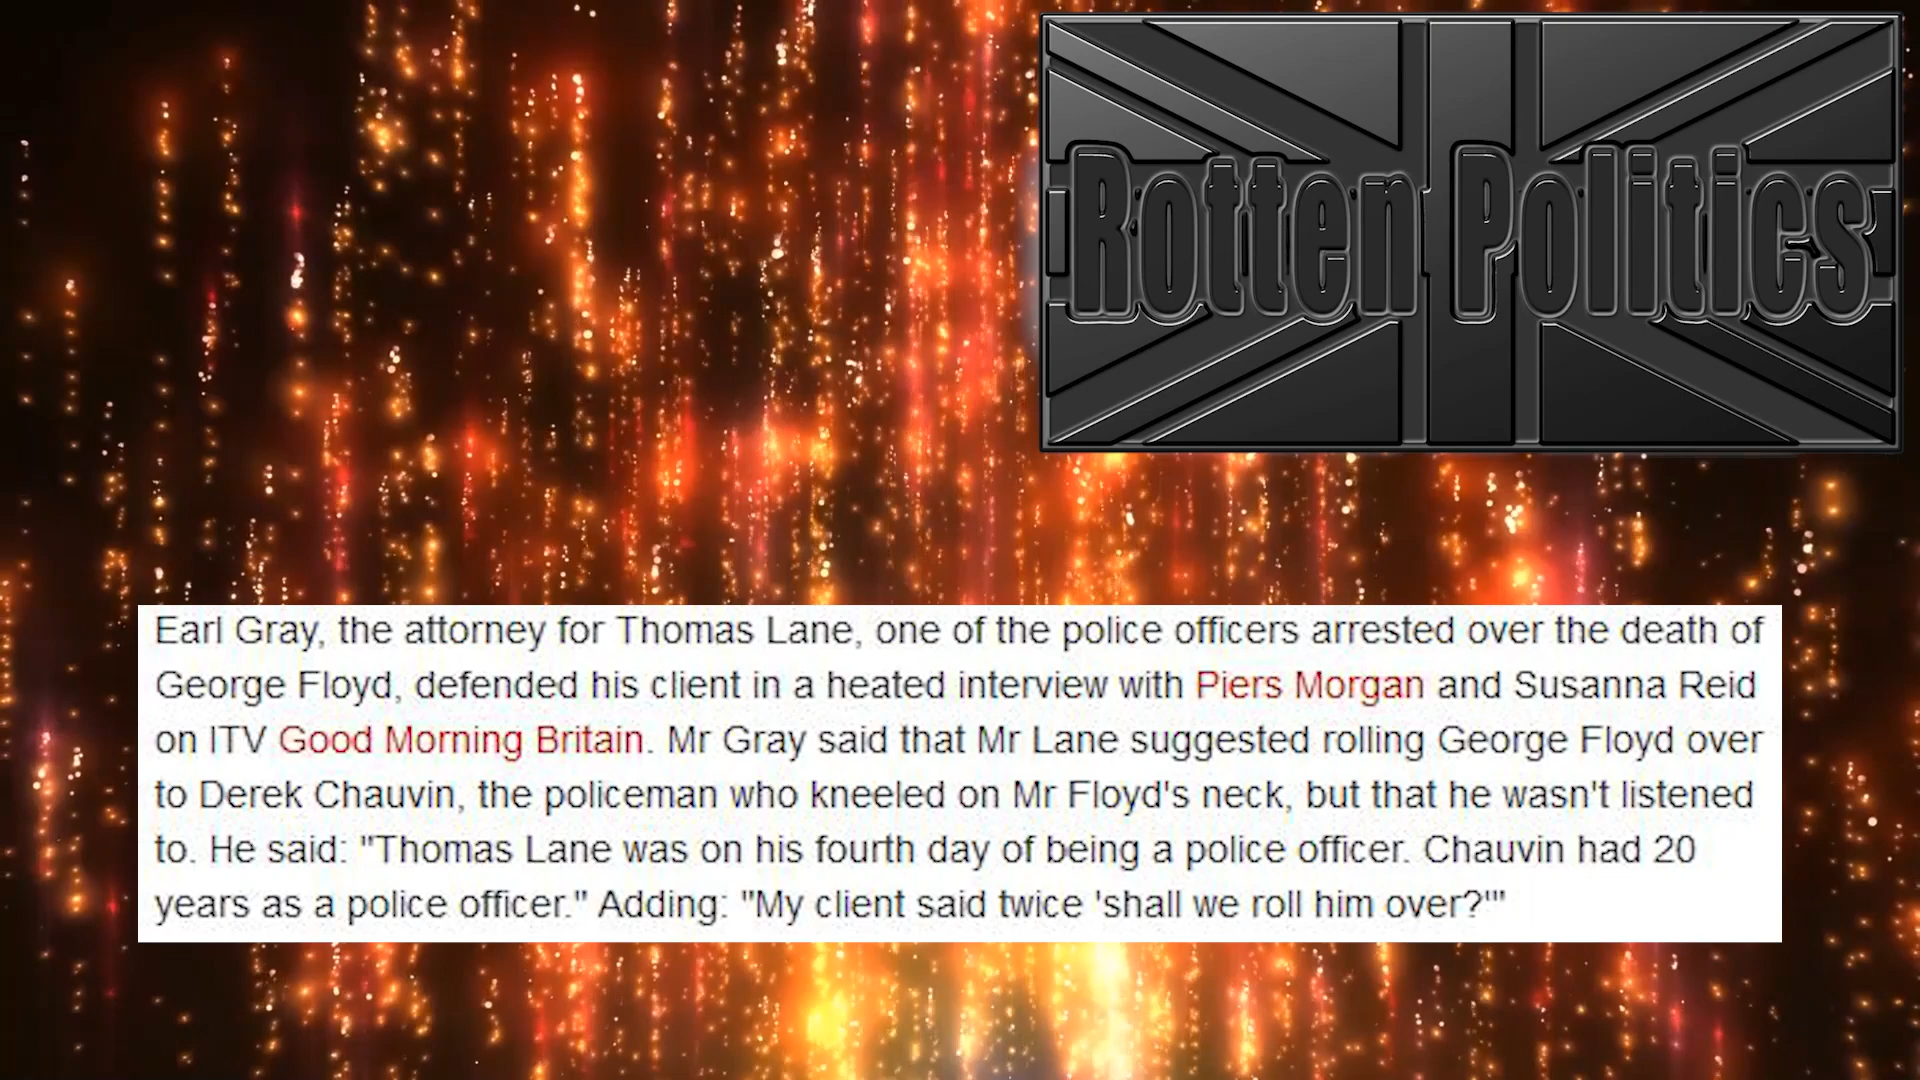 Rotten Politics
Earl Gray, the attorney for Thomas Lane, one of the police officers arrested over the death of
George Floyd, defended his client in a heated interview with Piers Morgan and Susanna Reid
on ITV Good Morning Britain. Mr Gray said that Mr Lane suggested rolling George Floyd over
to Derek Chauvin, the policeman who kneeled on Mr Floyd's neck, but that he wasn't listened
to. He said: "Thomas Lane was on his fourth day of being a police officer. Chauvin had 20
years as a police officer." Adding: "My client said twice 'shall we roll him over?'"